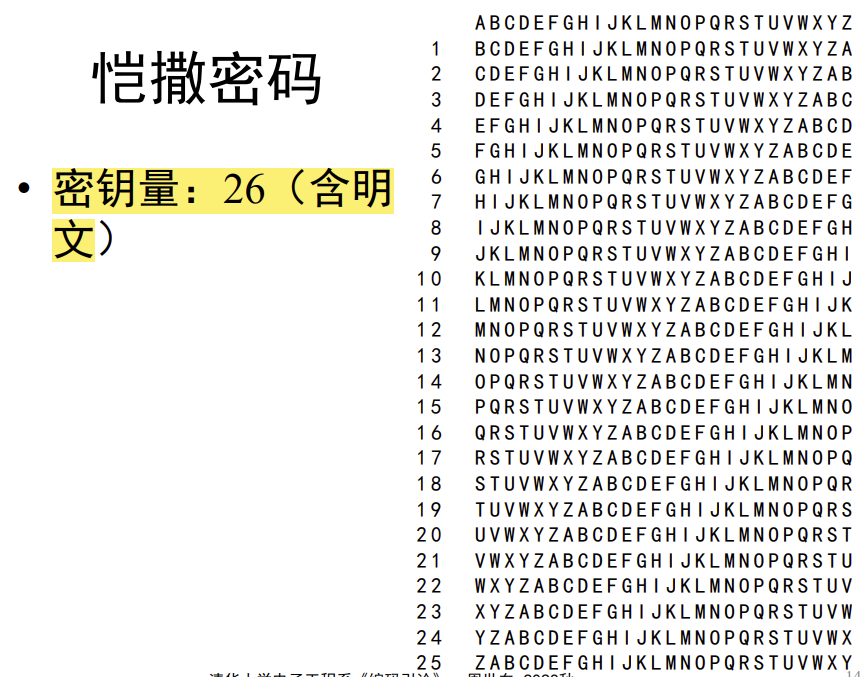 恺撒密码
• 密钥量：26（含明
文）
ABCDEFGHIJKLMNOPQRSTUVWXYZ
1 BCDEFGHIJKLMNOPQRSTUVWXYZA
2 CDEFGHIJKLMNOPQRSTUVWXYZAB
3 DEFGHIJKLMNOPQRSTUVWXYZABC
4 EFGHIJKLMNOPQRSTUVWXYZABCD
5 FGHIJKLMNOPQRSTUVWXYZABCDE
6 GHIJKLMNOPQRSTUVWXYZABCDEF
7 HIJKLMNOPQRSTUVWXYZABCDEFG
8 IJKLMNOPQRSTUVWXYZABCDEFGH
9 JKLMNOPQRSTUVWXYZABCDEFGHI
10 KLMNOPQRSTUVWXYZABCDEFGHIJ
11 LMNOPQRSTUVWXYZABCDEFGHIJK
12 MNOPQRSTUVWXYZABCDEFGHIJKL
13 NOPQRSTUVWXYZABCDEFGHIJKLM
14 OPQRSTUVWXYZABCDEFGHIJKLMN
15 PQRSTUVWXYZABCDEFGHIJKLMNO
16 QRSTUVWXYZABCDEFGHIJKLMNOP
17 RSTUVWXYZABCDEFGHIJKLMNOPQ
18 STUVWXYZABCDEFGHIJKLMNOPQR
19 TUVWXYZABCDEFGHIJKLMNOPQRS
20 UVWXYZABCDEFGHIJKLMNOPQRST
21 VWXYZABCDEFGHIJKLMNOPQRSTU
22 WXYZABCDEFGHIJKLMNOPQRSTUV
23 XYZABCDEFGHIJKLMNOPQRSTUVW
24 YZABCDEFGHIJKLMNOPQRSTUVWX
25 ZABCDEFGHIJKLMNOPQRSTUVWXY